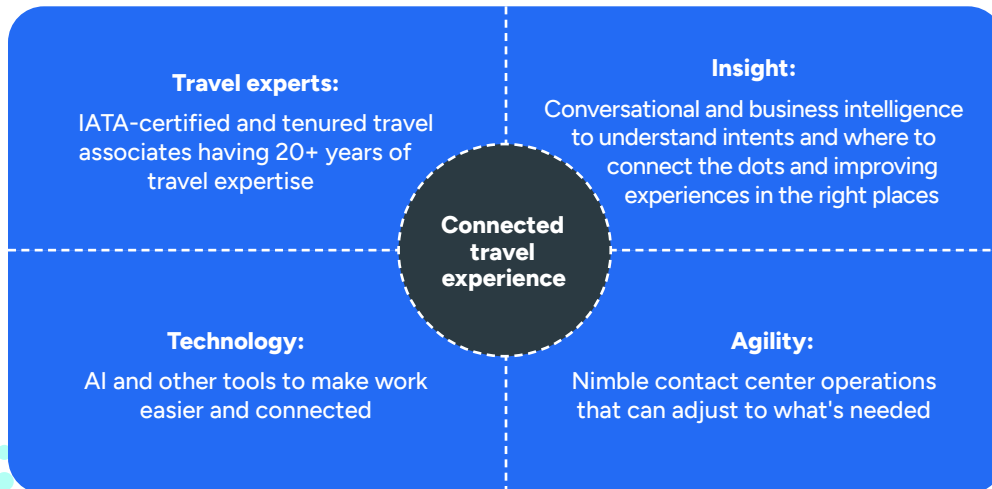 Travel experts:
IATA-certified and tenured travel
associates having 20+ years of
travel expertise
Insight:
Conversational and business intelligence
to understand intents and where to
connect the dots and improving
experiences in the right places
Connected
travel
experience
Technology:
AI and other tools to make work
easier and connected
Agility:
Nimble contact center operations
that can adjust to what's needed